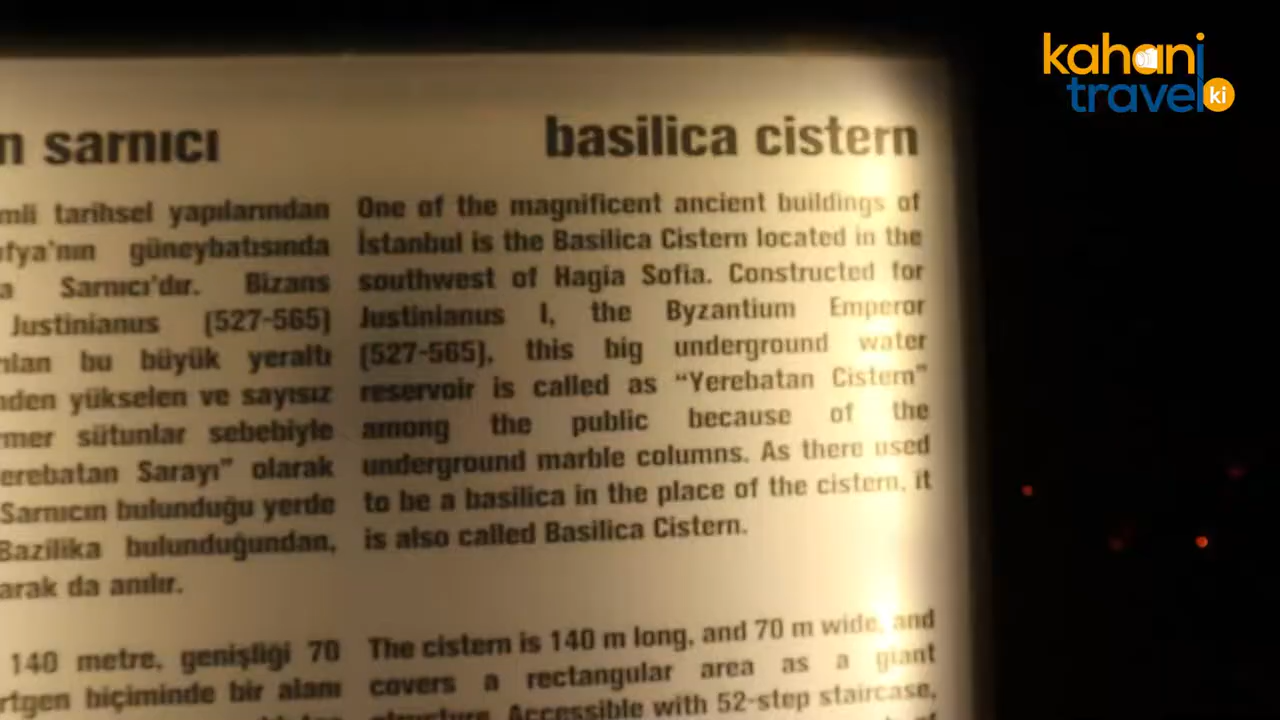 kahani
travel ki
n sarnıcı
mli tarihsel yapılarından
fya'nın güneybatısında
a Sarnıcı'dır. Bizans
Justinianus (527-565)
ılan bu büyük yeraltı
nden yükselen ve sayısız
rmer sütunlar sebebiyle
erebatan Sarayı" olarak
Sarnıcın bulunduğu yerde
Bazilika bulunduğundan,
arak da anılır.
140 metre, genişliği 70
rtgen biçiminde bir alanı
basilica cistern
One of the magnificent ancient buildings of
İstanbul is the Basilica Cistern located in the
southwest of Hagia Sofia. Constructed for
Justinianus I, the Byzantium Emperor
(527-565), this big underground water
reservoir is called as “Yerebatan Cistern”
among the public because of the
underground marble columns. As there used
to be a basilica in the place of the cistern, it
is also called Basilica Cistern.
The cistern is 140 m long, and 70 m wide, and
covers a rectangular area as a giant
structure. Accessible with 52-step staircase,